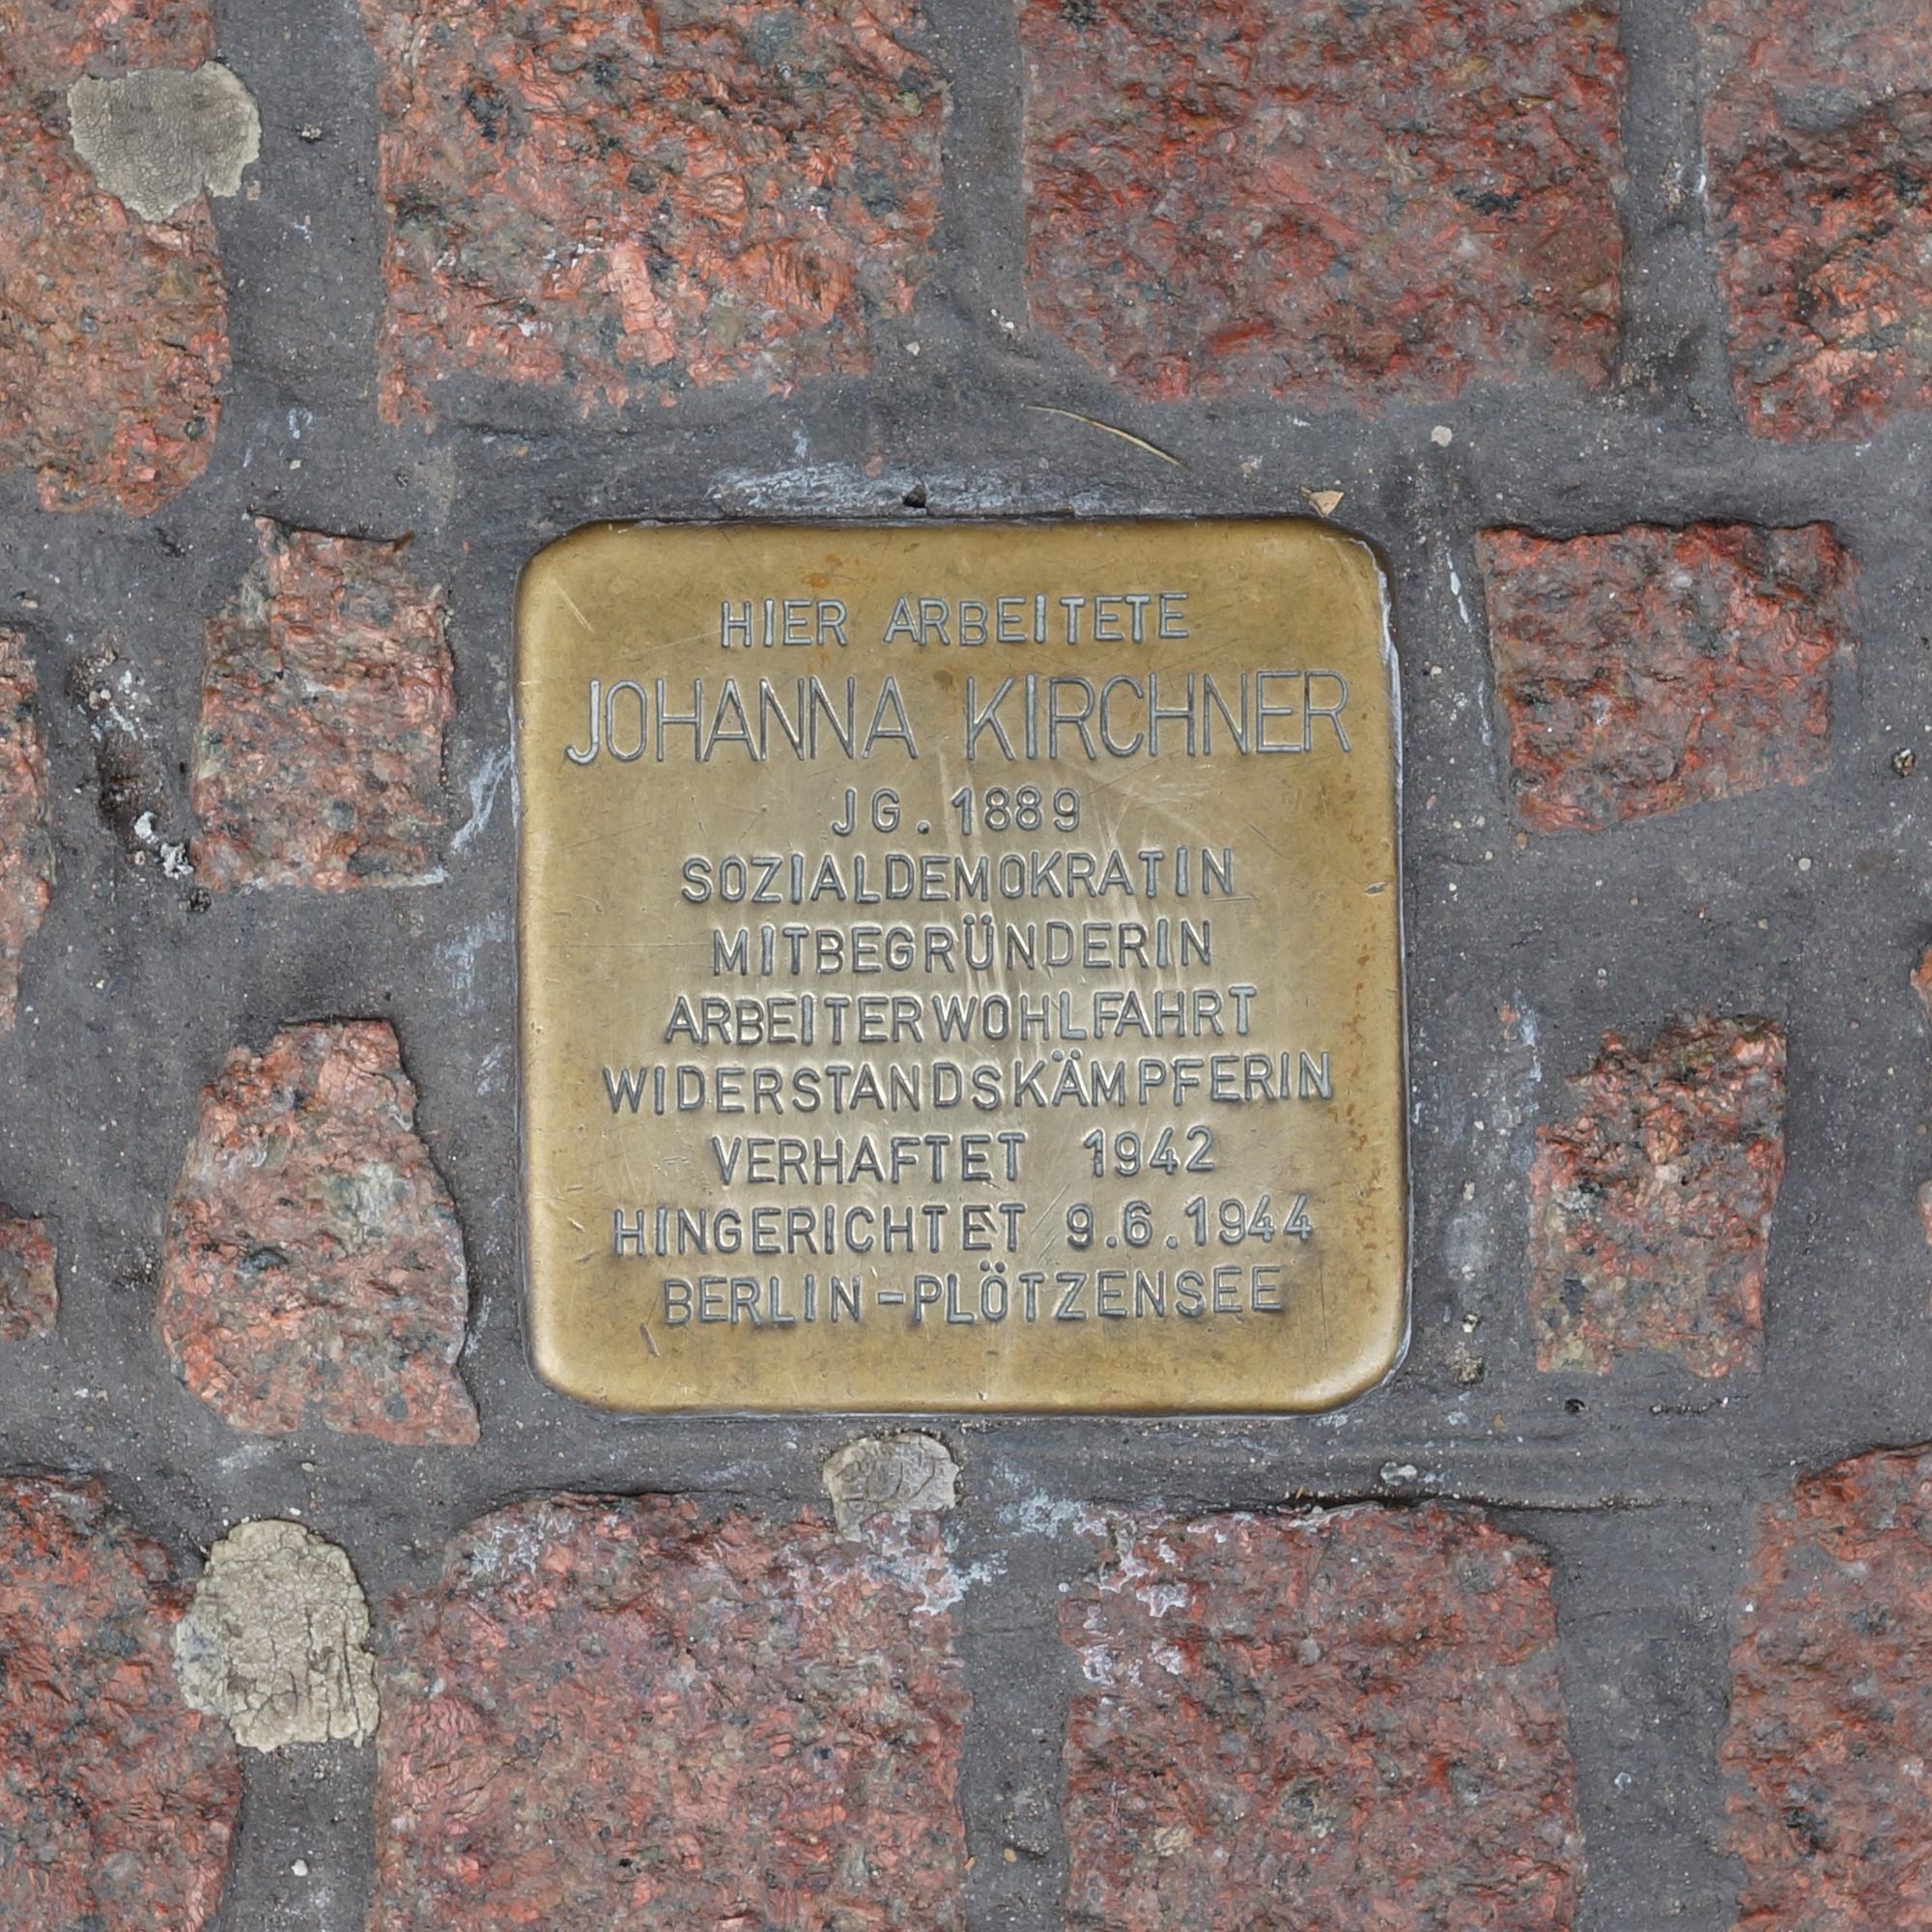 HIER ARBEITETE
JOHANNA KIRCHNER
JG. 1889
SOZIALDEMOKRATIN
MITBEGRÜNDERIN
ARBEITERWOHLFAHRT
WIDERSTANDSKÄMPFERIN
VERHAFTET 1942
HINGERICHTET 9.6.1944
BERLIN-PLÖTZENSEE